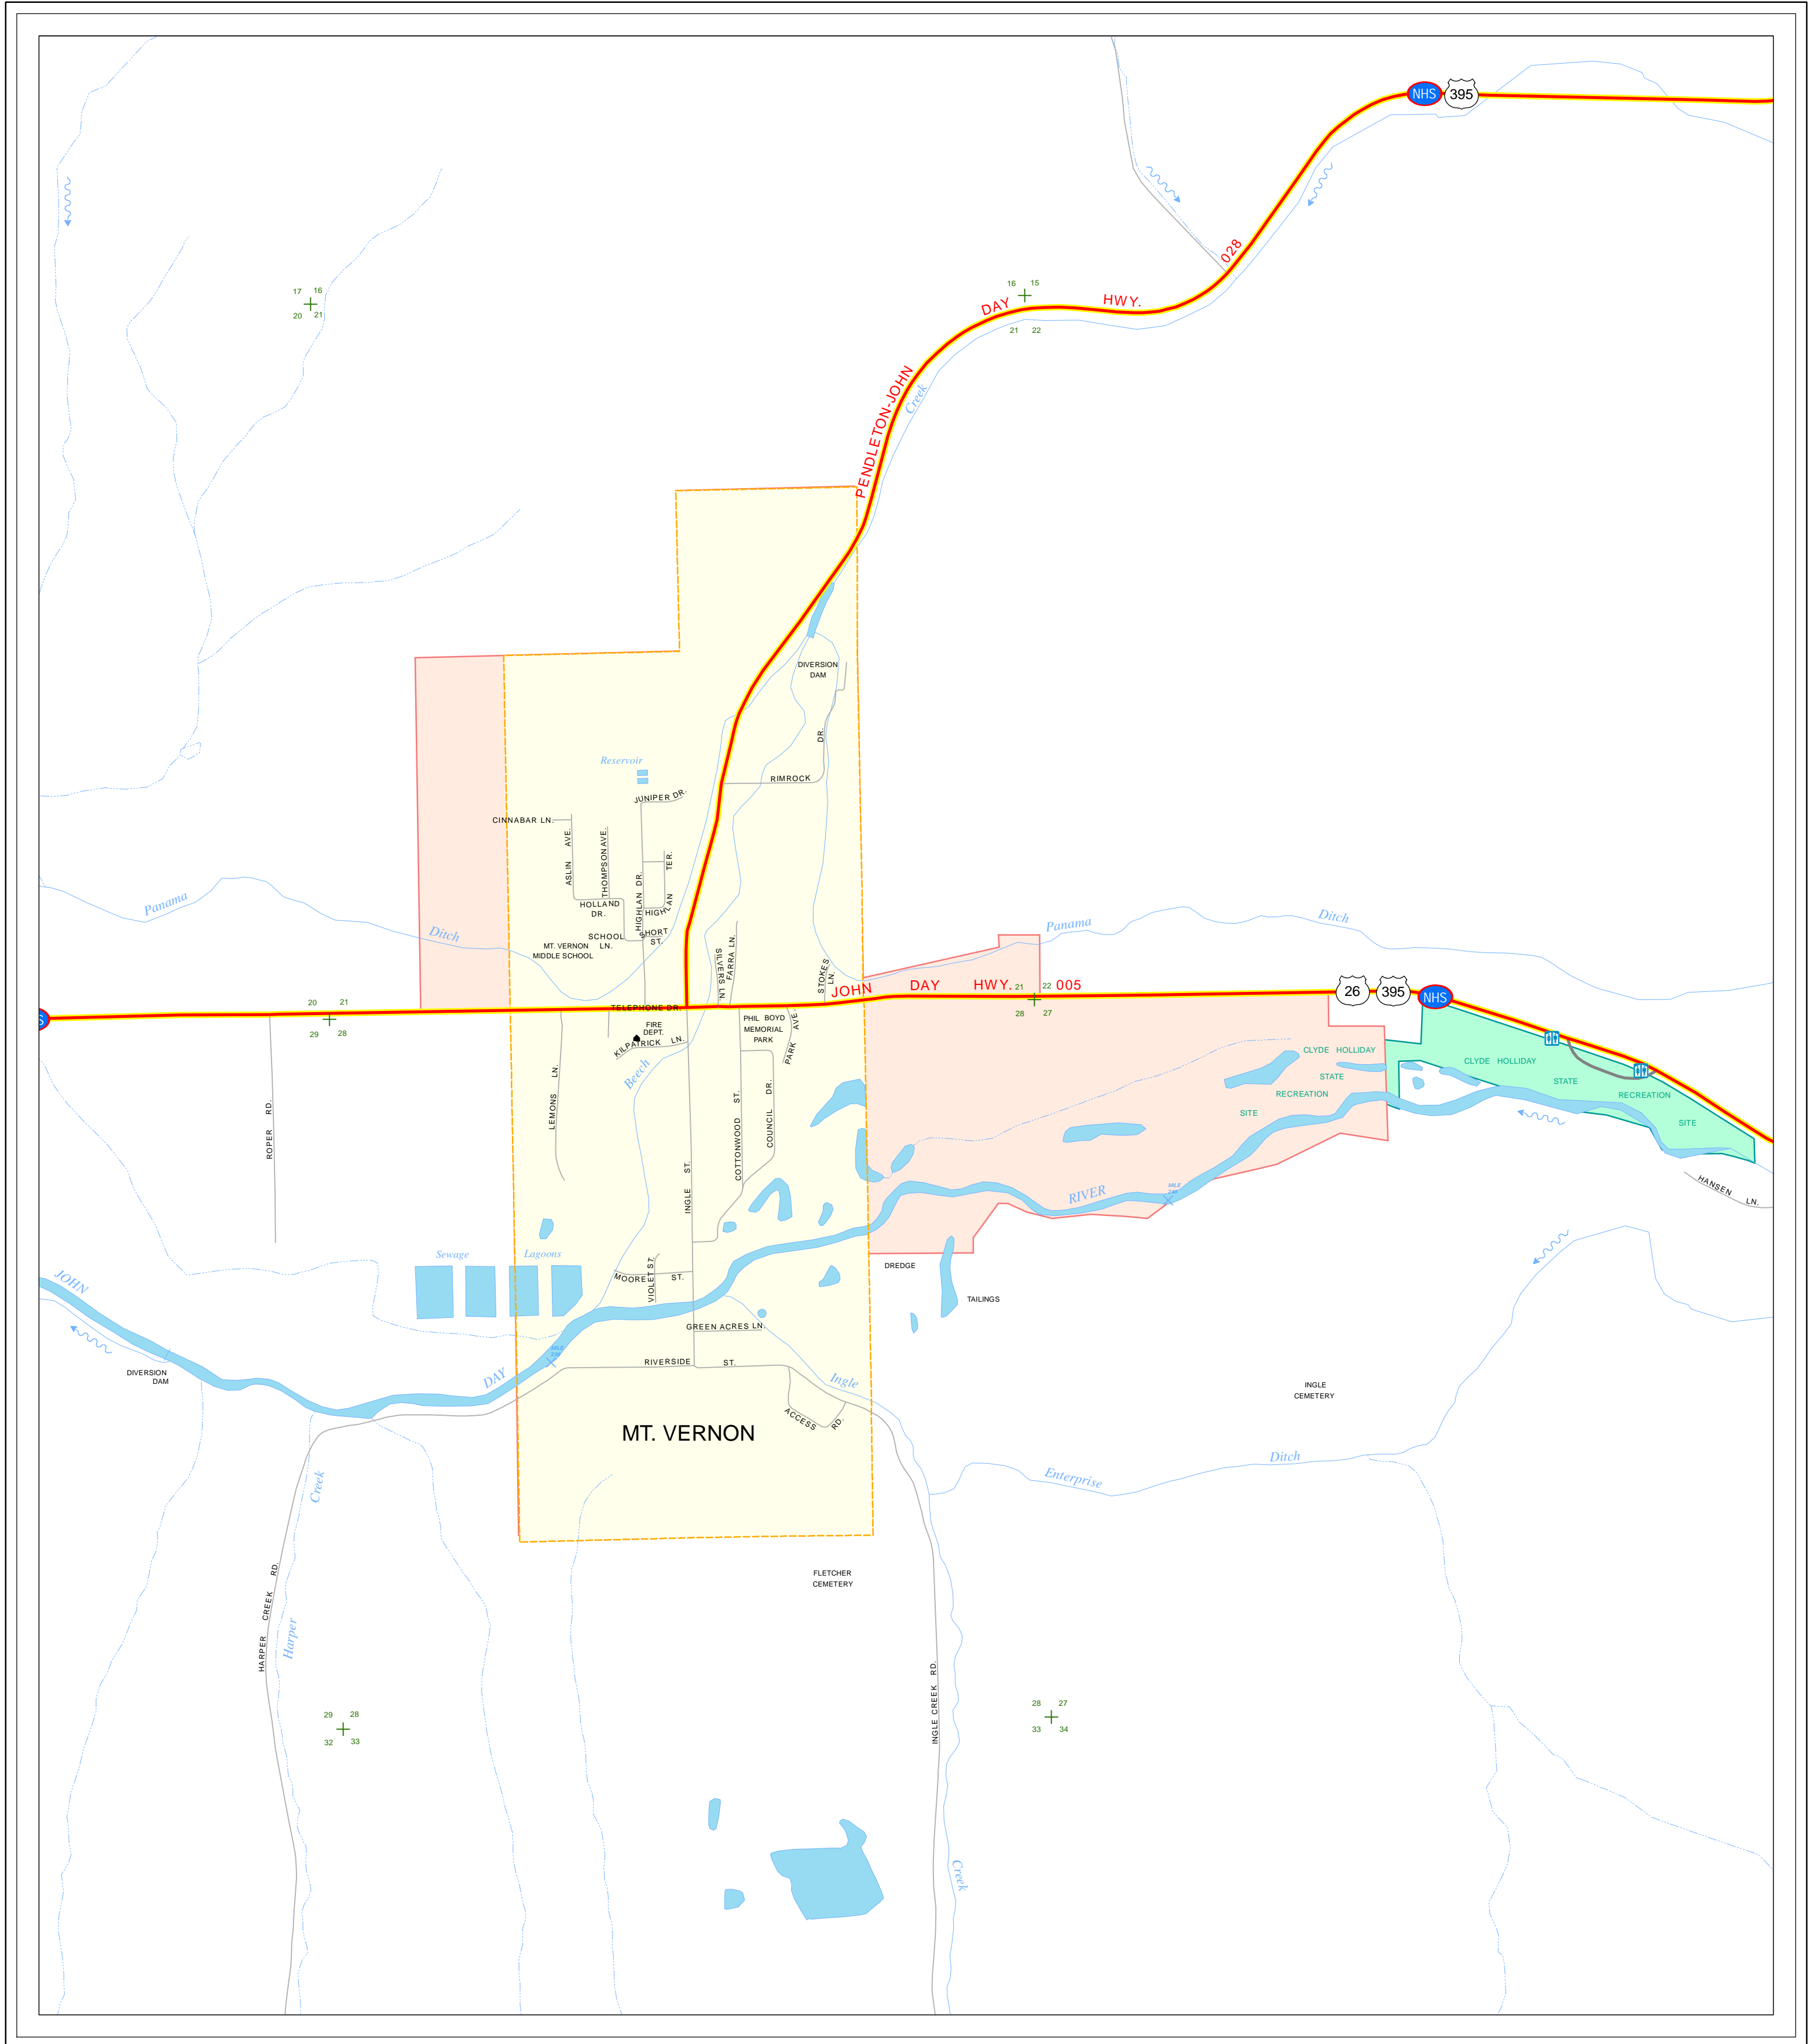 NHS
395
028
DAY
HWY.
PENDLETON-JOHN
17 16
20 21
16 15
21 22
Creek
DIVERSION
DAM
DR.
RIMROCK
Reservoir
JUNIPER DR.
CINNABAR LN.
ASLIN AVE.
THOMPSON AVE.
HIGHLAN DR.
HIGHLAN TER.
HOLLAND
DR.
SCHOOL
LN.
SHORT
ST.
MT. VERNON
MIDDLE SCHOOL
Panama
Ditch
Panama
Ditch
SILVERS LN.
FARRA LN.
STOKES
LN.
JOHN DAY HWY. 005
21 22
28 27
26
395
NHS
S
20 21
29 28
TELEPHONE DR.
FIRE
DEPT.
KILPATRICK LN.
PHIL BOYD
MEMORIAL
PARK
PARK AVE.
Beech
LEMONS LN.
ROPER RD.
INGLE ST.
COTTONWOOD ST.
COUNCIL DR.
CLYDE HOLLIDAY
STATE
RECREATION
SITE
CLYDE HOLLIDAY
STATE
RECREATION
SITE
HANSEN LN.
RIVER
MILE
Sewage
Lagoons
MOORE ST.
VIOLET ST.
GREEN ACRES LN.
DREDGE
TAILINGS
JOHN
DIVERSION
DAM
DAY
MILE
RIVERSIDE ST.
Ingle
ACCESS RD.
INGLE
CEMETERY
MT. VERNON
Enterprise
Ditch
Creek
Harper
HARPER CREEK RD.
FLETCHER
CEMETERY
INGLE CREEK RD.
29 28
32 33
28 27
33 34
Creek